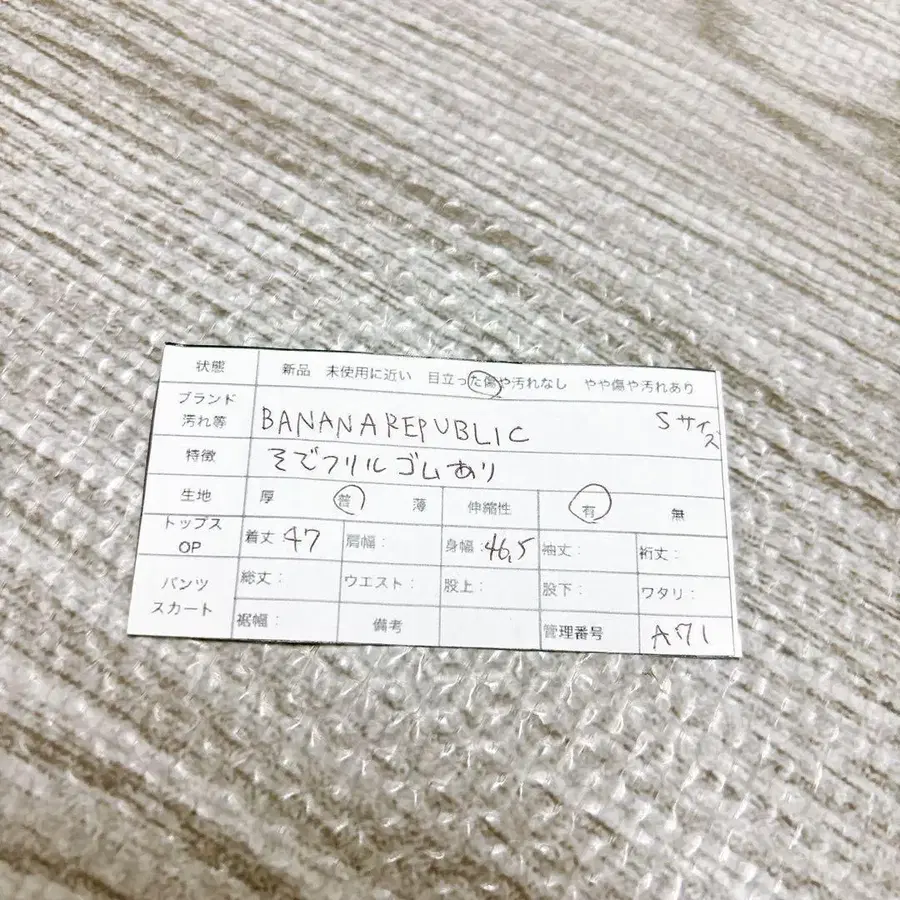 状態 新品 未使用に近い 目立った傷や汚れなし やや傷や汚れあり
ブランド
汚れ等 BANANAREPUBLIC Sサイズ
特徴 そでフリル ゴムあり
生地 厚 普 薄 伸縮性 有 無
トップス
OP 着丈:47 肩幅: 身幅:46,5 袖丈: 裄丈:
パンツ
スカート 総丈: ウエスト: 股上: 股下: ワタリ:
裾幅: 備考 管理番号 A71